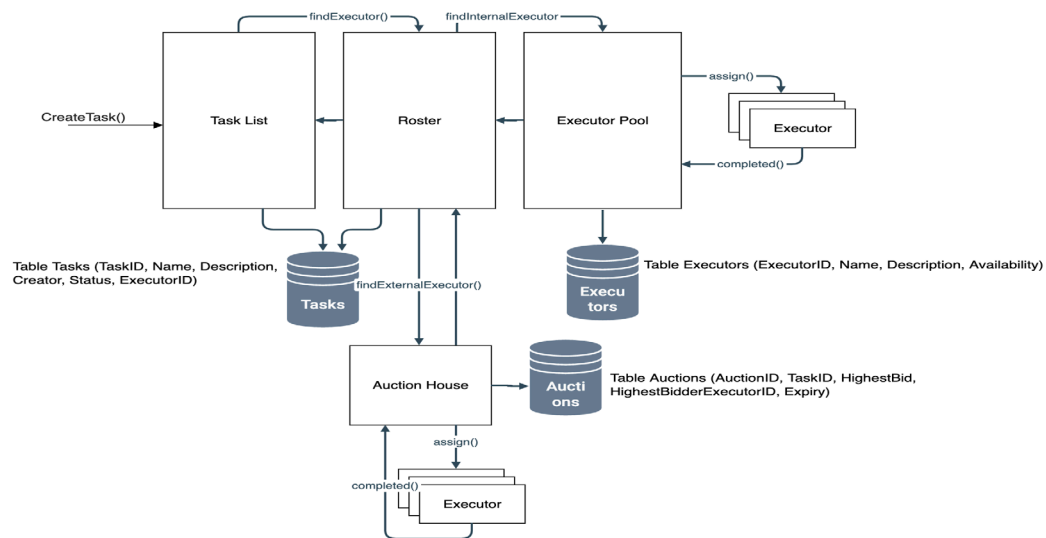 findExecutor()
findInternalExecutor
assign()
CreateTask()
Task List
Roster
Executor Pool
Executor
completed()
Table Tasks (TaskID, Name, Description,
Creator, Status, ExecutorID)
Tasks
findExternalExecutor()
Execu
tors
Table Executors (ExecutorID, Name, Description, Availability)
Auction House
Aucti
ons
Table Auctions (AuctionID, TaskID, HighestBid,
HighestBidderExecutorID, Expiry)
assign()
completed()
Executor